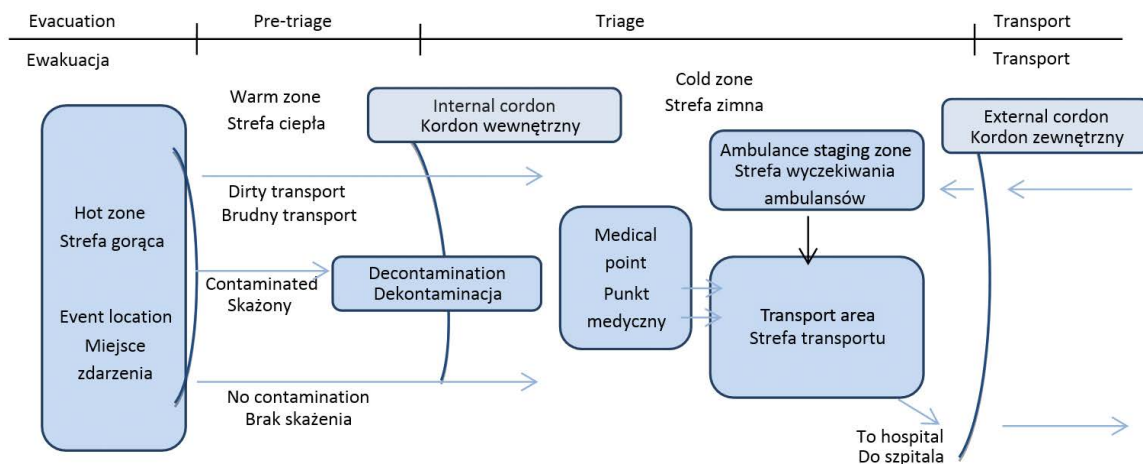 Evacuation
Pre-triage
Triage
Transport
Ewakuacja
Transport
Warm zone
Strefa ciepła
Internal cordon
Kordon wewnętrzny
Cold zone
Strefa zimna
External cordon
Kordon zewnętrzny
Ambulance staging zone
Strefa wyczekiwania
ambulansów
Dirty transport
Brudny transport
Hot zone
Strefa gorąca
Event location
Miejsce
zdarzenia
Contaminated
Skażony
Decontamination
Dekontaminacja
Medical
point
Punkt
medyczny
Transport area
Strefa transportu
No contamination
Brak skażenia
To hospital
Do szpitala